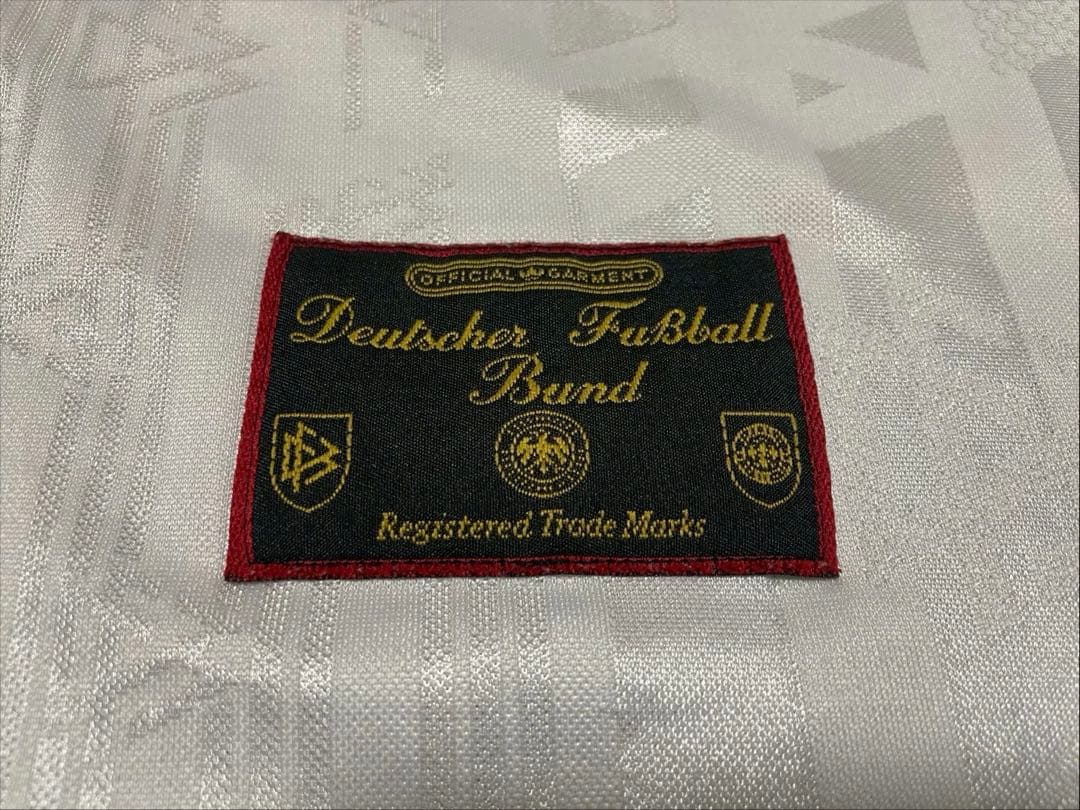 OFFICIAL GARMENT
Deutscher Fußball
Bund
Registered Trade Marks